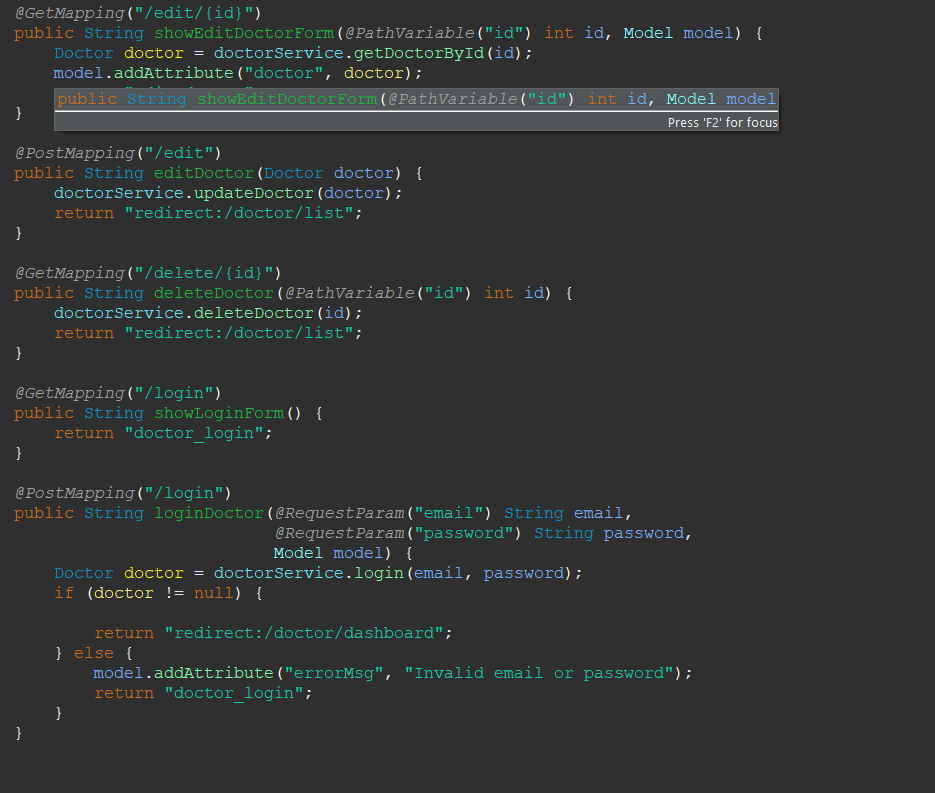 @GetMapping("/edit/{id}")
public String showEditDoctorForm(@PathVariable("id") int id, Model model) {
    Doctor doctor = doctorService.getDoctorById(id);
    model.addAttribute("doctor", doctor);
public String showEditDoctorForm(@PathVariable("id") int id, Model model
Press 'F2' for focus
}
@PostMapping("/edit")
public String editDoctor(Doctor doctor) {
    doctorService.updateDoctor(doctor);
    return "redirect:/doctor/list";
}
@GetMapping("/delete/{id}")
public String deleteDoctor(@PathVariable("id") int id) {
    doctorService.deleteDoctor(id);
    return "redirect:/doctor/list";
}
@GetMapping("/login")
public String showLoginForm() {
    return "doctor_login";
}
@PostMapping("/login")
public String loginDoctor(@RequestParam("email") String email,
                          @RequestParam("password") String password,
                          Model model) {
    Doctor doctor = doctorService.login(email, password);
    if (doctor != null) {
        return "redirect:/doctor/dashboard";
    } else {
        model.addAttribute("errorMsg", "Invalid email or password");
        return "doctor_login";
    }
}